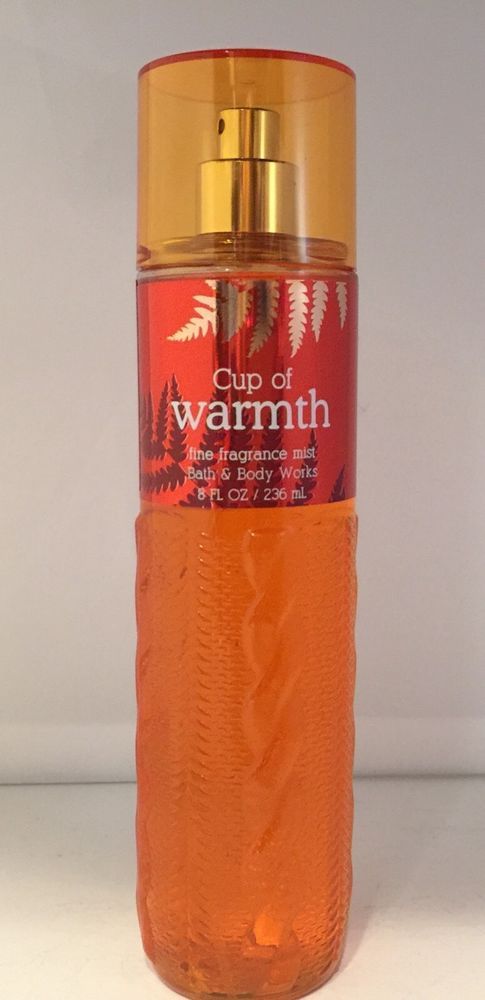 Cup of
warmth
fine fragrance mist
Bath & Body Works
8 FL OZ / 236 mL